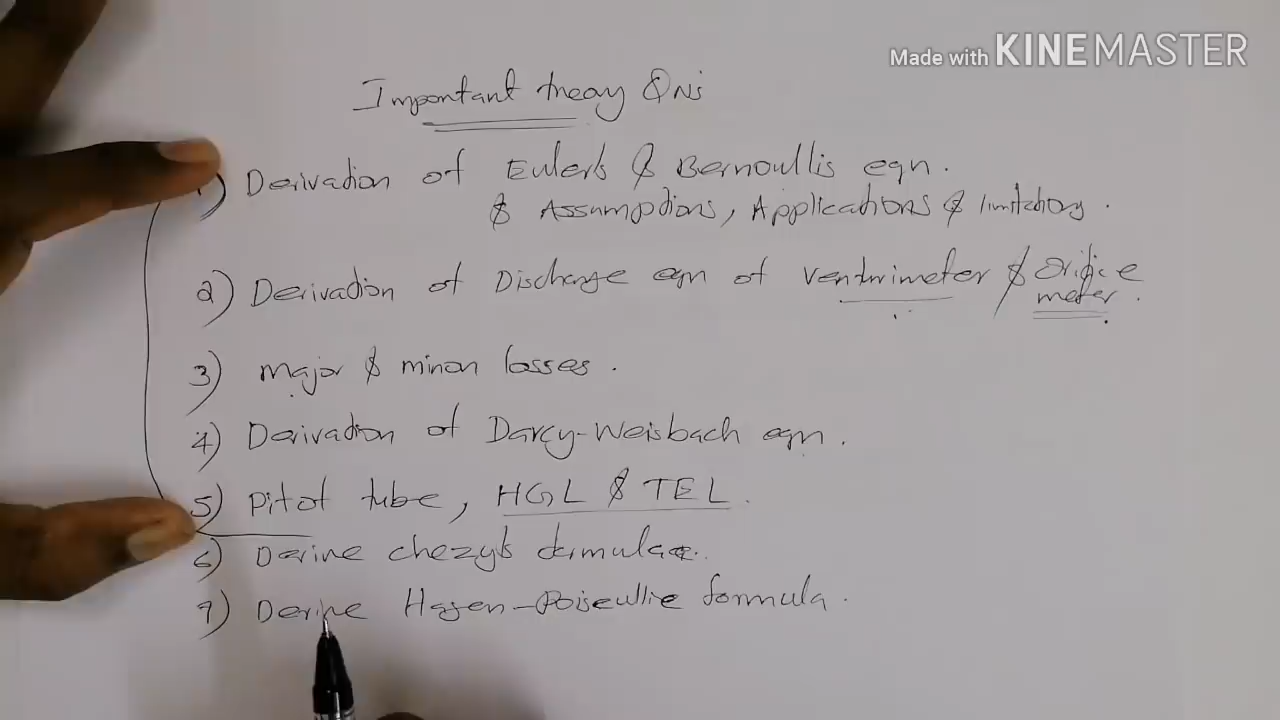 Made with KINEMASTER
Important theory QNs
1) Derivation of Euler's & Bernoullis eqn.
& Assumptions, Applications & limitations.
2) Derivation of Discharge eqn of venturimeter & Orifice
meter.
3) major & minor losses.
4) Derivation of Darcy-Weisbach eqn.
5) Pitot tube, HGL & TEL.
6) Derive chezy's formula.
7) Derive Hagen-Poiseullie formula.